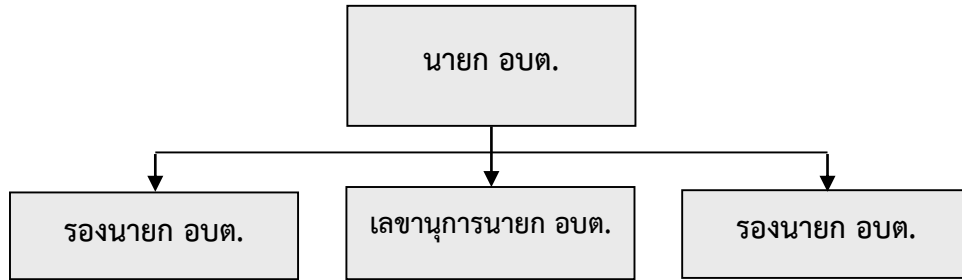 นายก อบต.
รองนายก อบต.
เลขานุการนายก อบต.
รองนายก อบต.